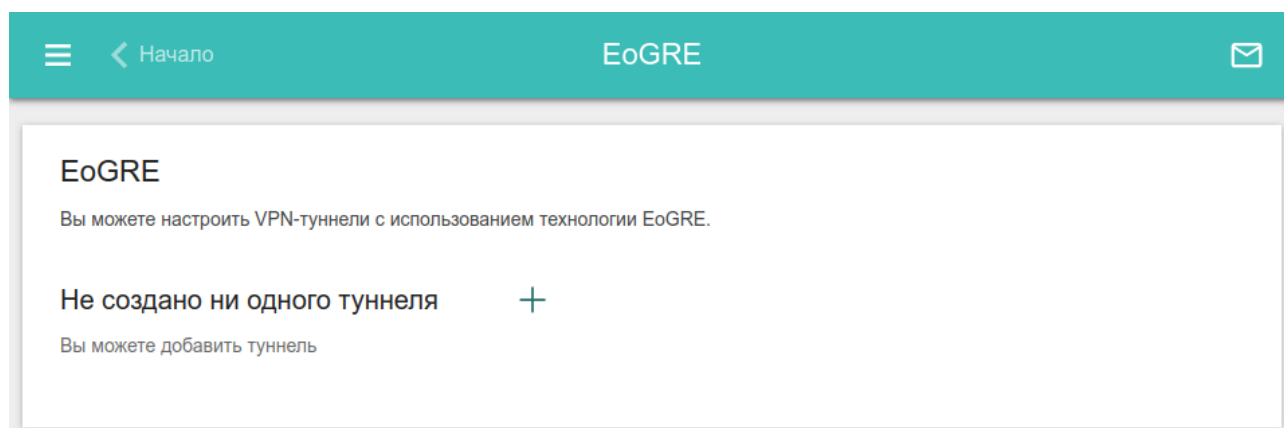 Начало
EoGRE
EoGRE
Вы можете настроить VPN-туннели с использованием технологии EoGRE.
Не создано ни одного туннеля
Вы можете добавить туннель